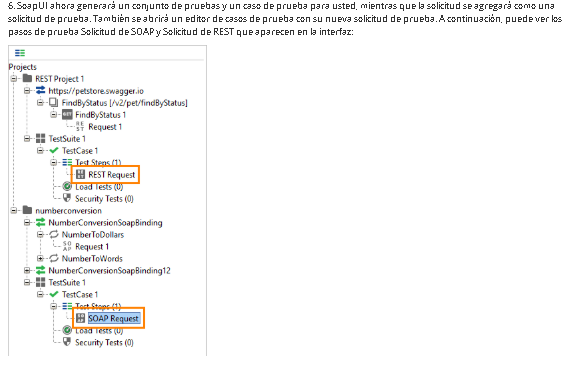 6. SoapUI ahora generará un conjunto de pruebas y un caso de prueba para usted, mientras que la solicitud se agregará como una
solicitud de prueba. También se abrirá un editor de casos de prueba con su nueva solicitud de prueba. A continuación, puede ver los
pasos de prueba Solicitud de SOAP y Solicitud de REST que aparecen en la interfaz:
Projects
REST Project 1
https://petstore.swagger.io
FindByStatus [/v2/pet/findByStatus]
GET FindByStatus 1
REST Request 1
TestSuite 1
TestCase 1
Test Steps (1)
REST Request
Load Tests (0)
Security Tests (0)
numberconversion
NumberConversionSoapBinding
NumberToDollars
SOAP Request 1
NumberToWords
NumberConversionSoapBinding12
TestSuite 1
TestCase 1
Test Steps (1)
SOAP Request
Load Tests (0)
Security Tests (0)